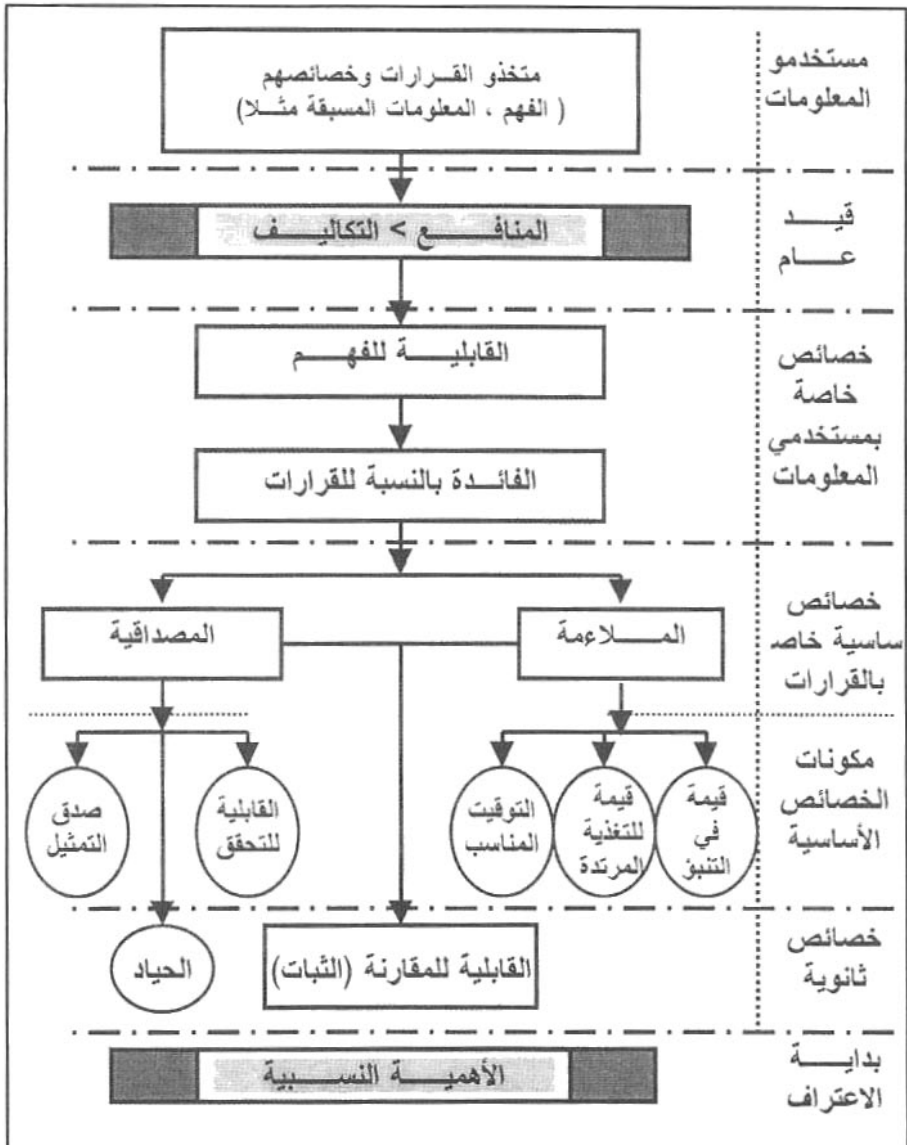 مستخدمو
المعلومات
متخذو القرارات وخصائصهم
( الفهم ، المعلومات المسبقة مثلا)
قيد
عام
المنافع > التكاليف
خصائص
خاصة
بمستخدمي
المعلومات
القابلية للفهم
الفائدة بالنسبة للقرارات
خصائص
ساسية خاص
بالقرارات
الملاءمة
المصداقية
مكونات
الخصائص
الأساسية
قيمة
في
التنبؤ
قيمة
للتغذية
المرتدة
التوقيت
المناسب
القابلية
للتحقق
صدق
التمثيل
خصائص
ثانوية
القابلية للمقارنة (الثبات)
الحياد
بداية
الاعتراف
الأهمية النسبية